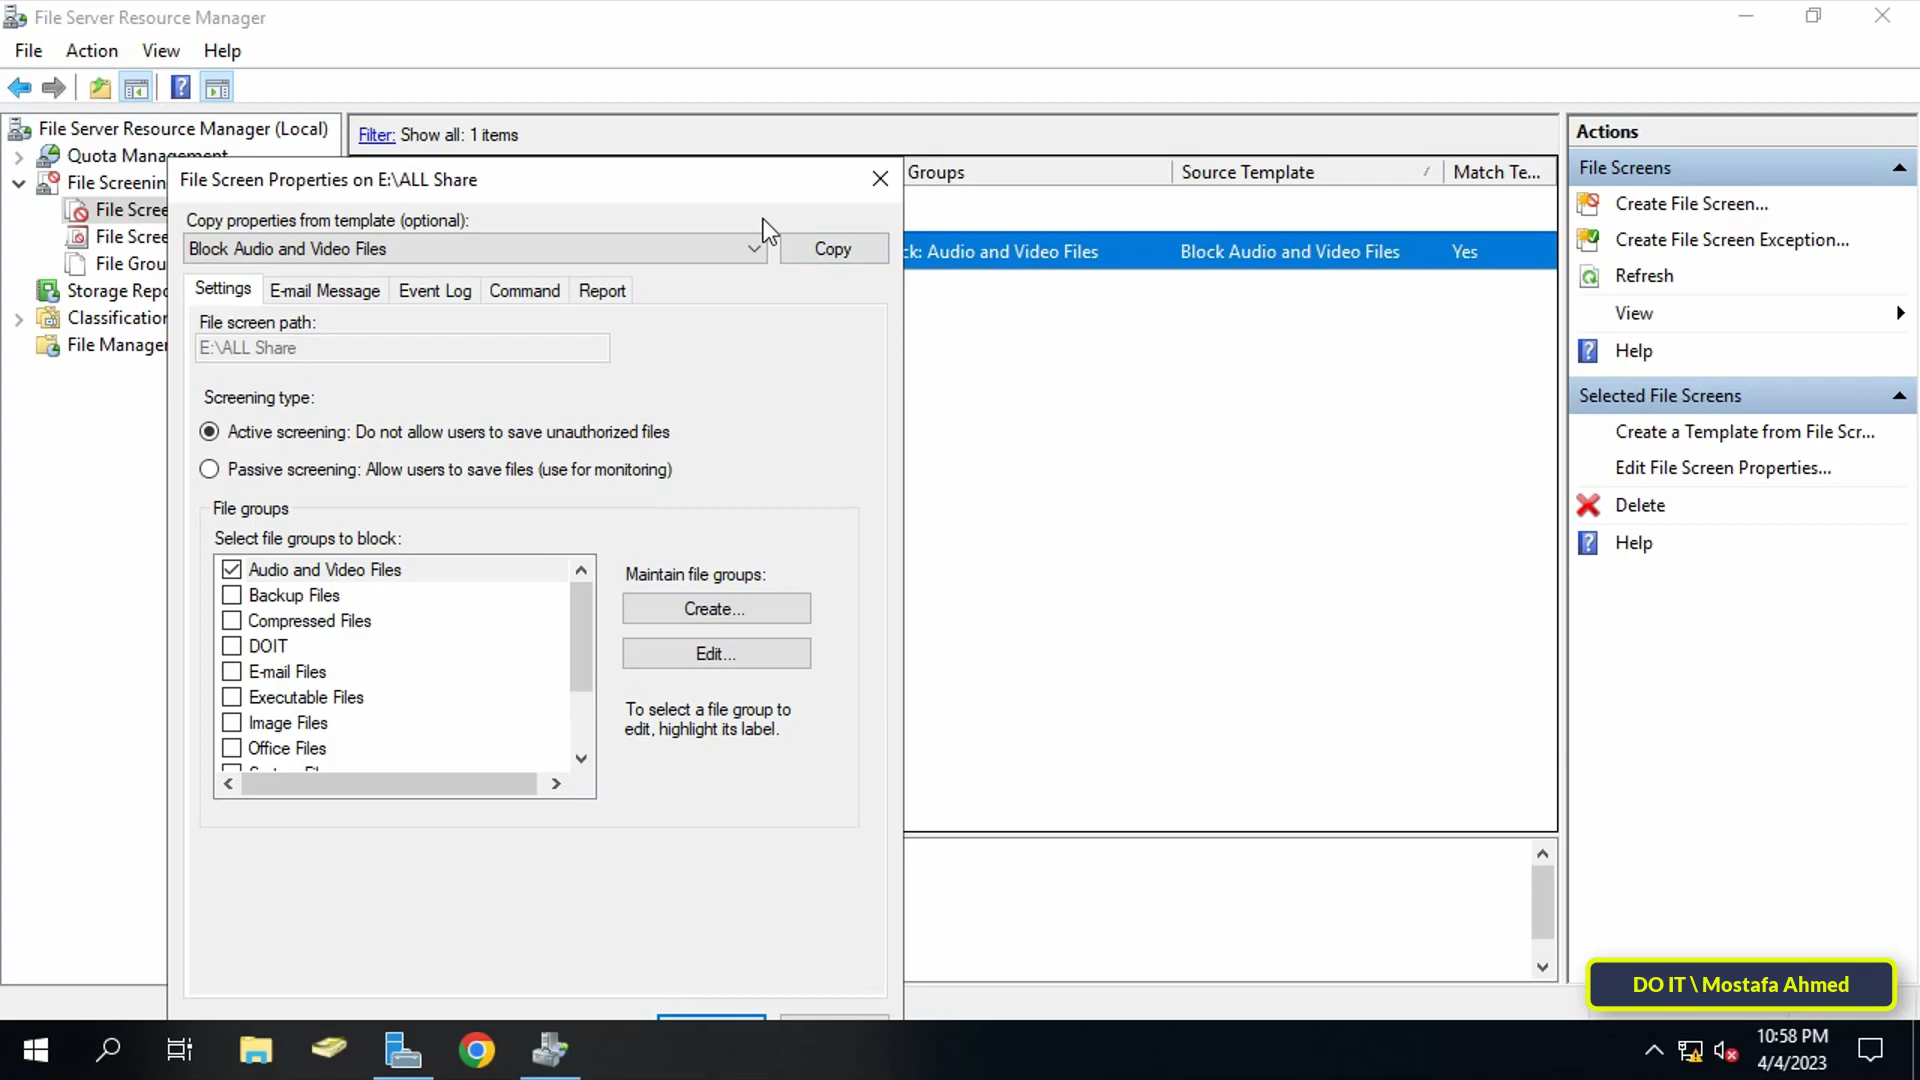 File Server Resource Manager
File Action View Help
File Server Resource Manager (Local)
Quota Management
File Screenin
File Scree
File Scree
File Grou
Storage Repo
Classification
File Manager
Filter: Show all: 1 items
Groups Source Template Match Te...
ck: Audio and Video Files Block Audio and Video Files Yes
File Screen Properties on E:\ALL Share
Copy properties from template (optional):
Block Audio and Video Files Copy
Settings E-mail Message Event Log Command Report
File screen path:
E:\ALL Share
Screening type:
Active screening: Do not allow users to save unauthorized files
Passive screening: Allow users to save files (use for monitoring)
File groups
Select file groups to block:
Audio and Video Files
Backup Files
Compressed Files
DOIT
E-mail Files
Executable Files
Image Files
Office Files
Maintain file groups:
Create...
Edit...
To select a file group to
edit, highlight its label.
Actions
File Screens
Create File Screen...
Create File Screen Exception...
Refresh
View
Help
Selected File Screens
Create a Template from File Scr...
Edit File Screen Properties...
Delete
Help
DO IT \ Mostafa Ahmed
10:58 PM
4/4/2023